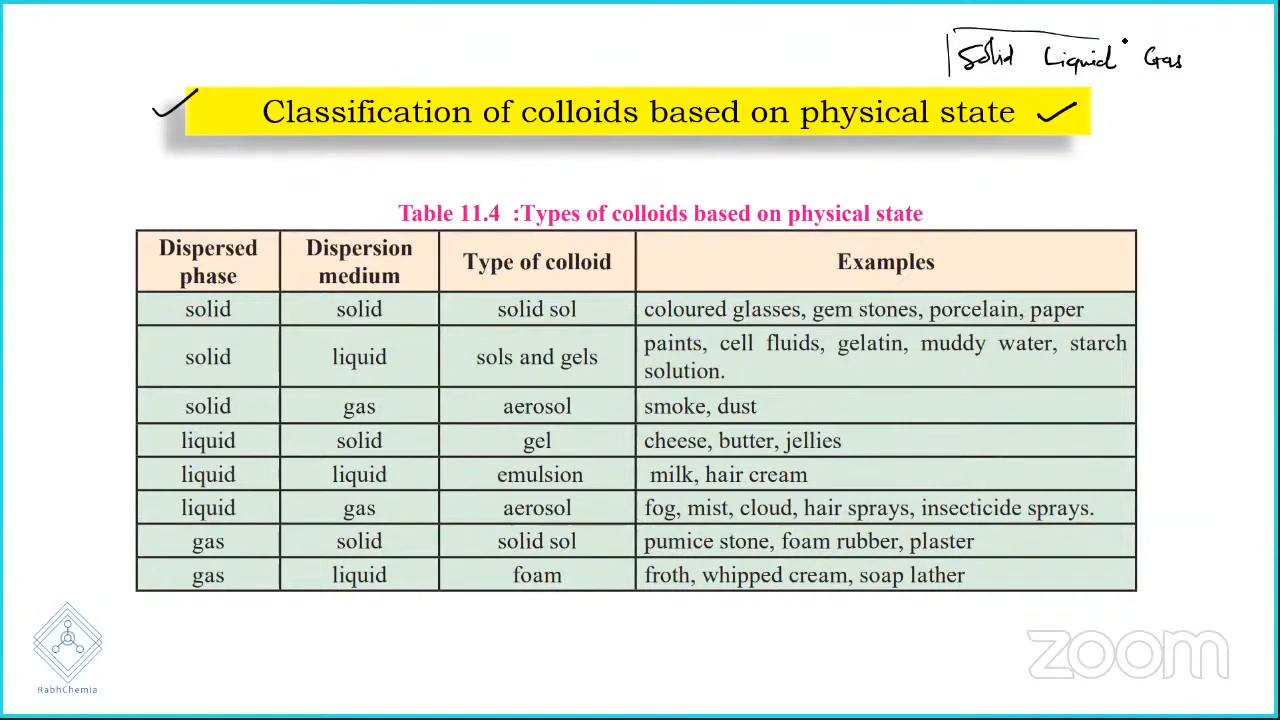 Solid Liquid Gas
Classification of colloids based on physical state
Table 11.4 :Types of colloids based on physical state
Dispersed phase Dispersion medium Type of colloid Examples
solid solid solid sol coloured glasses, gem stones, porcelain, paper
solid liquid sols and gels paints, cell fluids, gelatin, muddy water, starch
solution.
solid gas aerosol smoke, dust
liquid solid gel cheese, butter, jellies
liquid liquid emulsion milk, hair cream
liquid gas aerosol fog, mist, cloud, hair sprays, insecticide sprays.
gas solid solid sol pumice stone, foam rubber, plaster
gas liquid foam froth, whipped cream, soap lather
RabhChemia
zoom